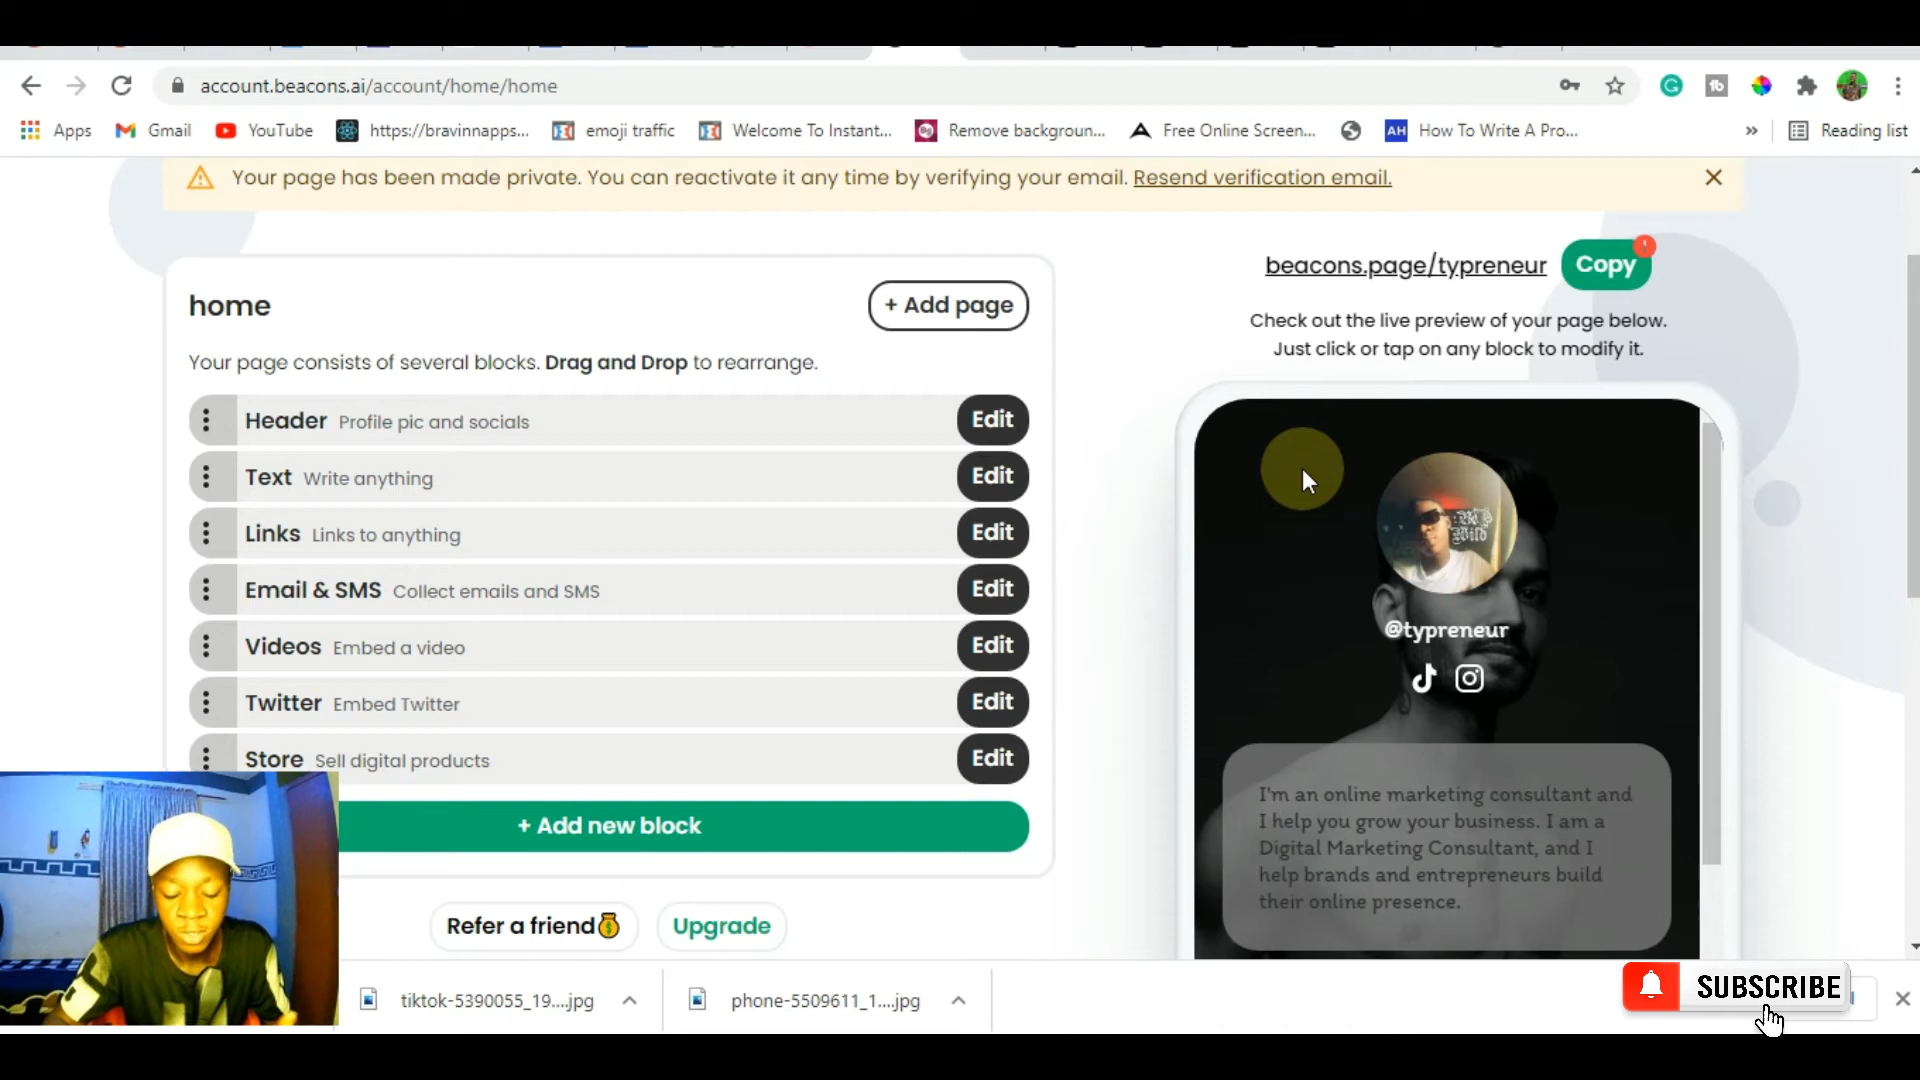 account.beacons.ai/account/home/home
Apps
Gmail
YouTube
https://bravinnapps...
emoji traffic
Welcome To Instant...
Remove backgroun...
Free Online Screen...
AH
How To Write A Pro...
»
Reading list
Your page has been made private. You can reactivate it any time by verifying your email. Resend verification email.
home
+ Add page
Your page consists of several blocks. Drag and Drop to rearrange.
Header Profile pic and socials Edit
Text Write anything Edit
Links Links to anything Edit
Email & SMS Collect emails and SMS Edit
Videos Embed a video Edit
Twitter Embed Twitter Edit
Store Sell digital products Edit
+ Add new block
Refer a friend
Upgrade
beacons.page/typreneur
Copy
Check out the live preview of your page below.
Just click or tap on any block to modify it.
@typreneur
I'm an online marketing consultant and
I help you grow your business. I am a
Digital Marketing Consultant, and I
help brands and entrepreneurs build
their online presence.
tiktok-5390055_19....jpg
phone-5509611_1....jpg
SUBSCRIBE